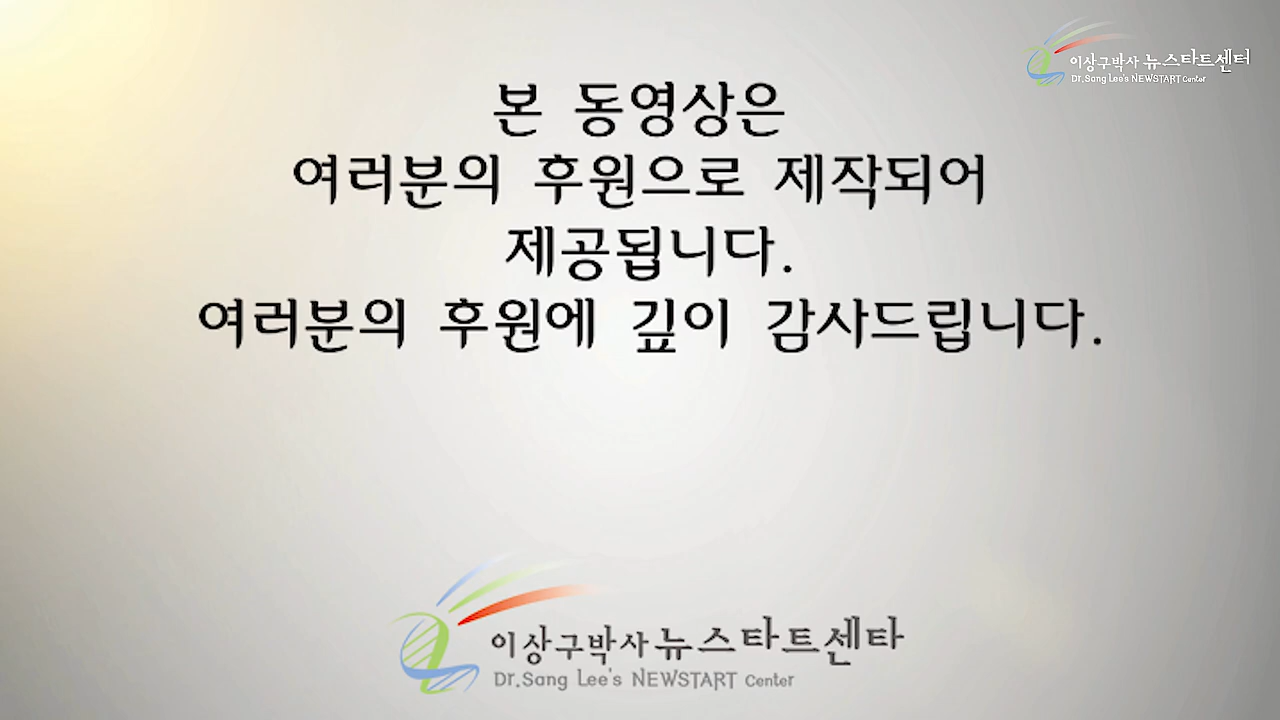 이상구박사 뉴스타트센터
Dr.Sang Lee's NEWSTART Center
본 동영상은
여러분의 후원으로 제작되어
제공됩니다.
여러분의 후원에 깊이 감사드립니다.
이상구박사 뉴스타트센타
Dr.Sang Lee's NEWSTART Center